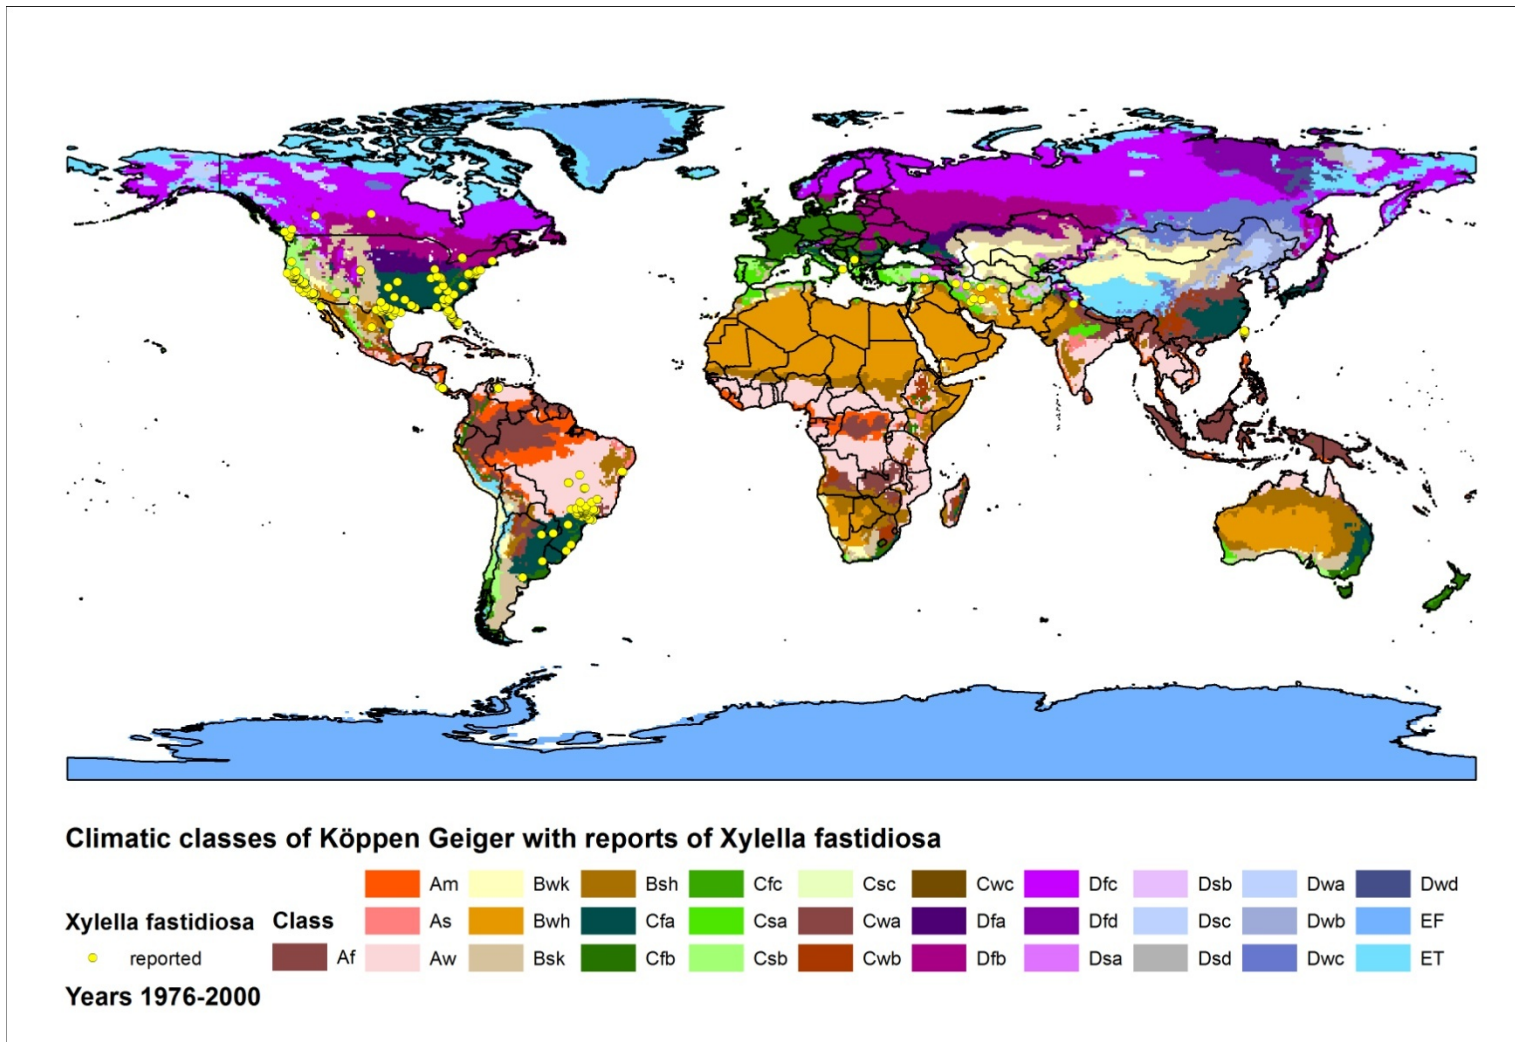 Climatic classes of Köppen Geiger with reports of Xylella fastidiosa
Am Bwk Bsh Cfc Csc Cwc Dfc Dsb Dwa Dwd
Xylella fastidiosa Class As Bwh Cfa Csa Cwa Dfa Dfd Dsc Dwb EF
reported Af Aw Bsk Cfb Csb Cwb Dfb Dsa Dsd Dwc ET
Years 1976-2000